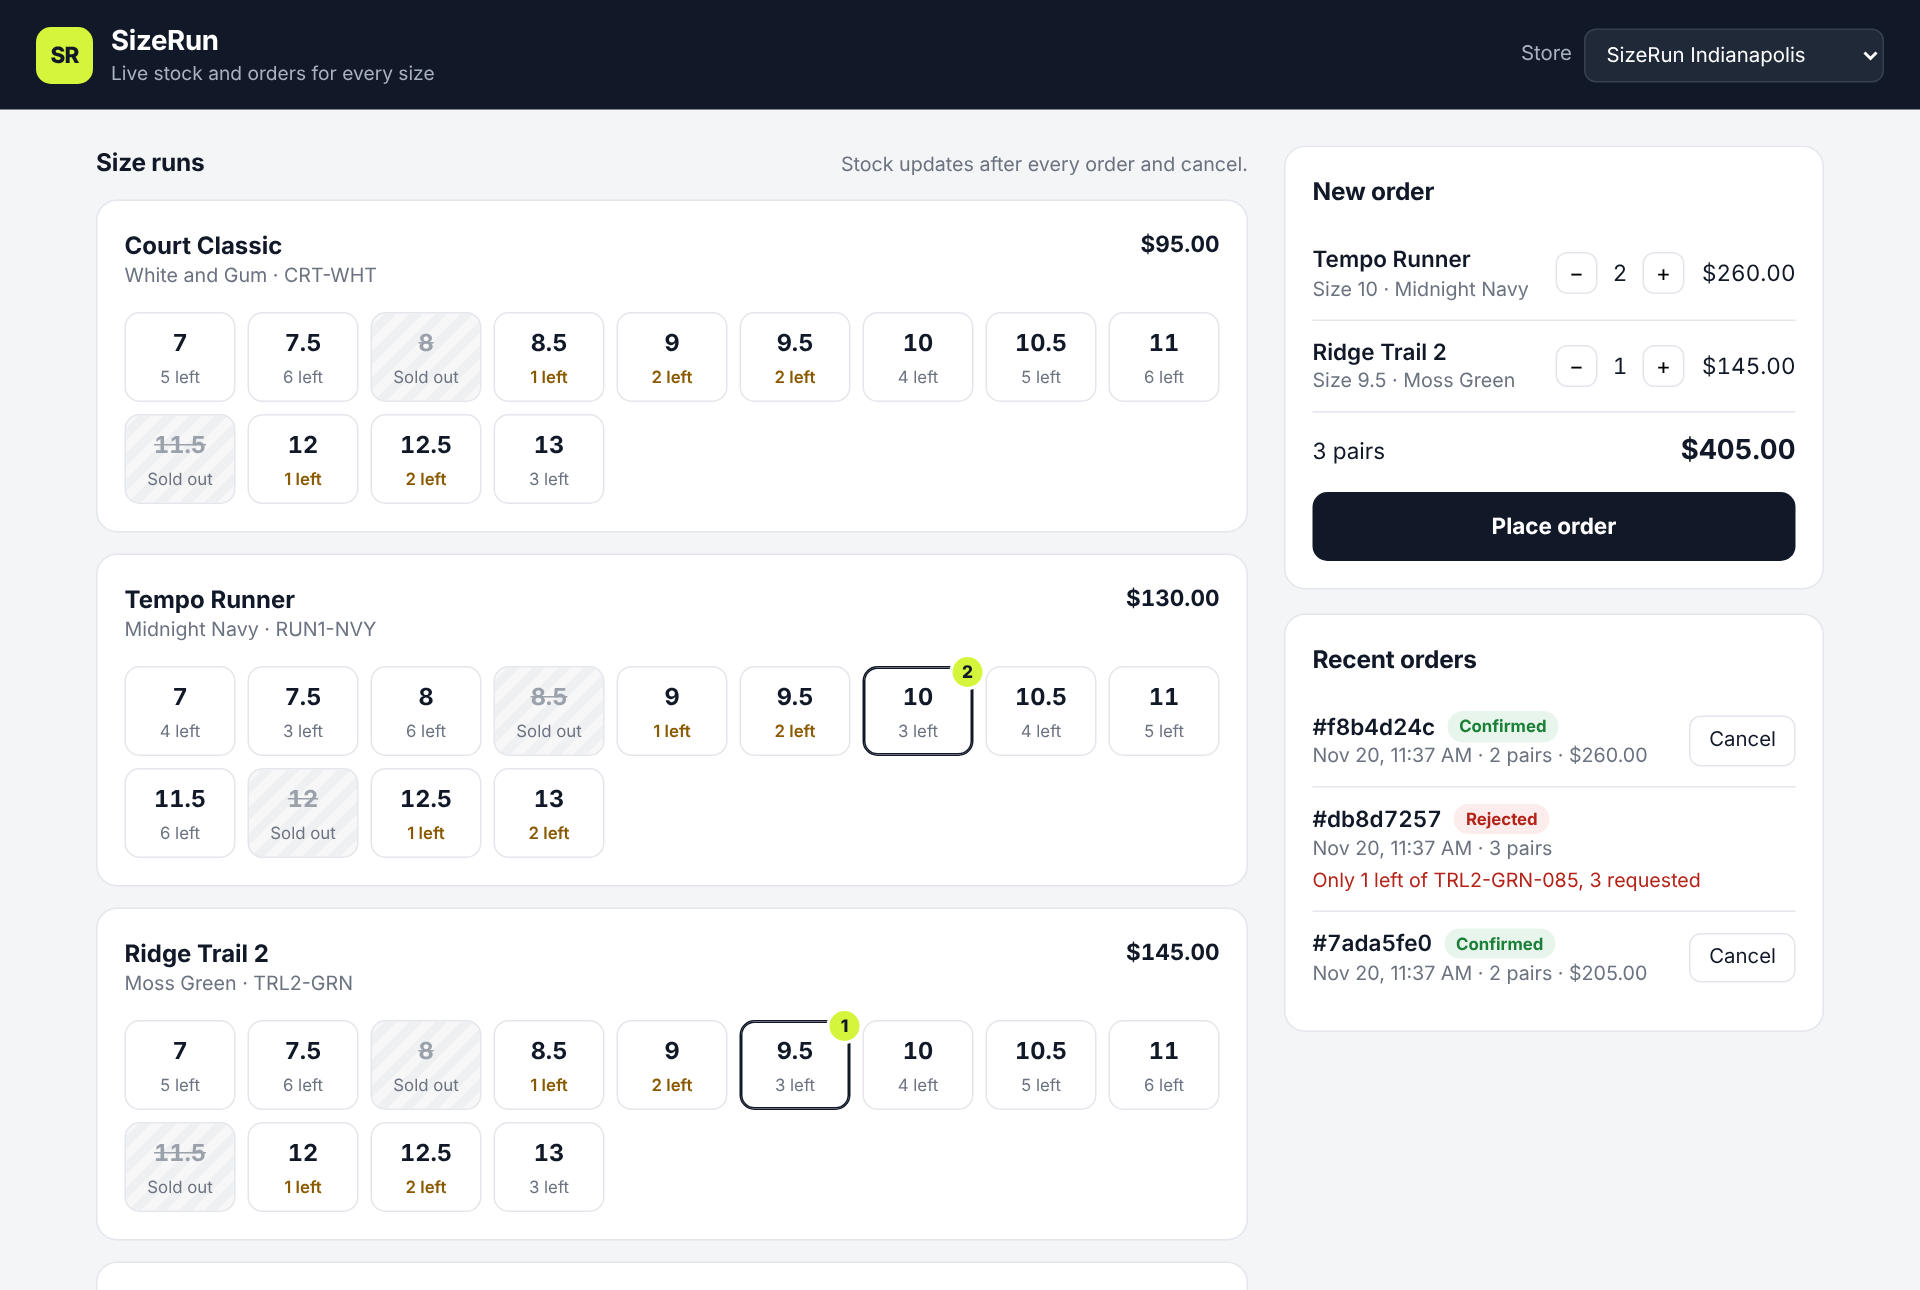 SR
SizeRun
Live stock and orders for every size
Store
SizeRun Indianapolis
Size runs
Stock updates after every order and cancel.
Court Classic
$95.00
White and Gum · CRT-WHT
7 7.5 8 8.5 9 9.5 10 10.5 11
5 left 6 left Sold out 1 left 2 left 2 left 4 left 5 left 6 left
11.5 12 12.5 13
Sold out 1 left 2 left 3 left
Tempo Runner
$130.00
Midnight Navy · RUN1-NVY
2
7 7.5 8 8.5 9 9.5 10 10.5 11
4 left 3 left 6 left Sold out 1 left 2 left 3 left 4 left 5 left
11.5 12 12.5 13
6 left Sold out 1 left 2 left
Ridge Trail 2
$145.00
Moss Green · TRL2-GRN
1
7 7.5 8 8.5 9 9.5 10 10.5 11
5 left 6 left Sold out 1 left 2 left 3 left 4 left 5 left 6 left
11.5 12 12.5 13
Sold out 1 left 2 left 3 left
New order
Tempo Runner
Size 10 · Midnight Navy
− 2 + $260.00
Ridge Trail 2
Size 9.5 · Moss Green
− 1 + $145.00
3 pairs $405.00
Place order
Recent orders
#f8b4d24c Confirmed
Nov 20, 11:37 AM · 2 pairs · $260.00
Cancel
#db8d7257 Rejected
Nov 20, 11:37 AM · 3 pairs
Only 1 left of TRL2-GRN-085, 3 requested
#7ada5fe0 Confirmed
Nov 20, 11:37 AM · 2 pairs · $205.00
Cancel